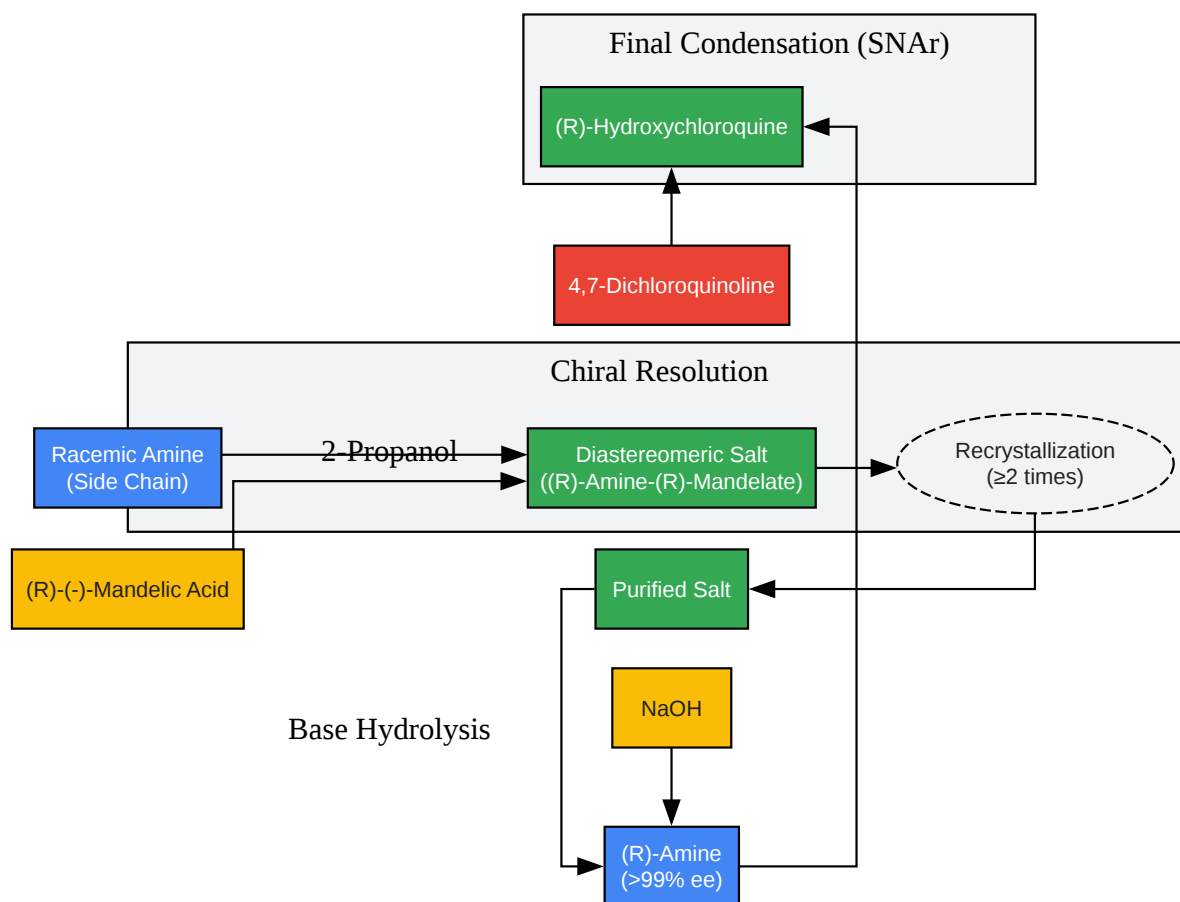 Final Condensation (SNAr)
(R)-Hydroxychloroquine
4,7-Dichloroquinoline
Chiral Resolution
Racemic Amine
(Side Chain)
2-Propanol
Diastereomeric Salt
((R)-Amine-(R)-Mandelate)
Recrystallization
(≥2 times)
(R)-(-)-Mandelic Acid
Purified Salt
NaOH
Base Hydrolysis
(R)-Amine
(>99% ee)